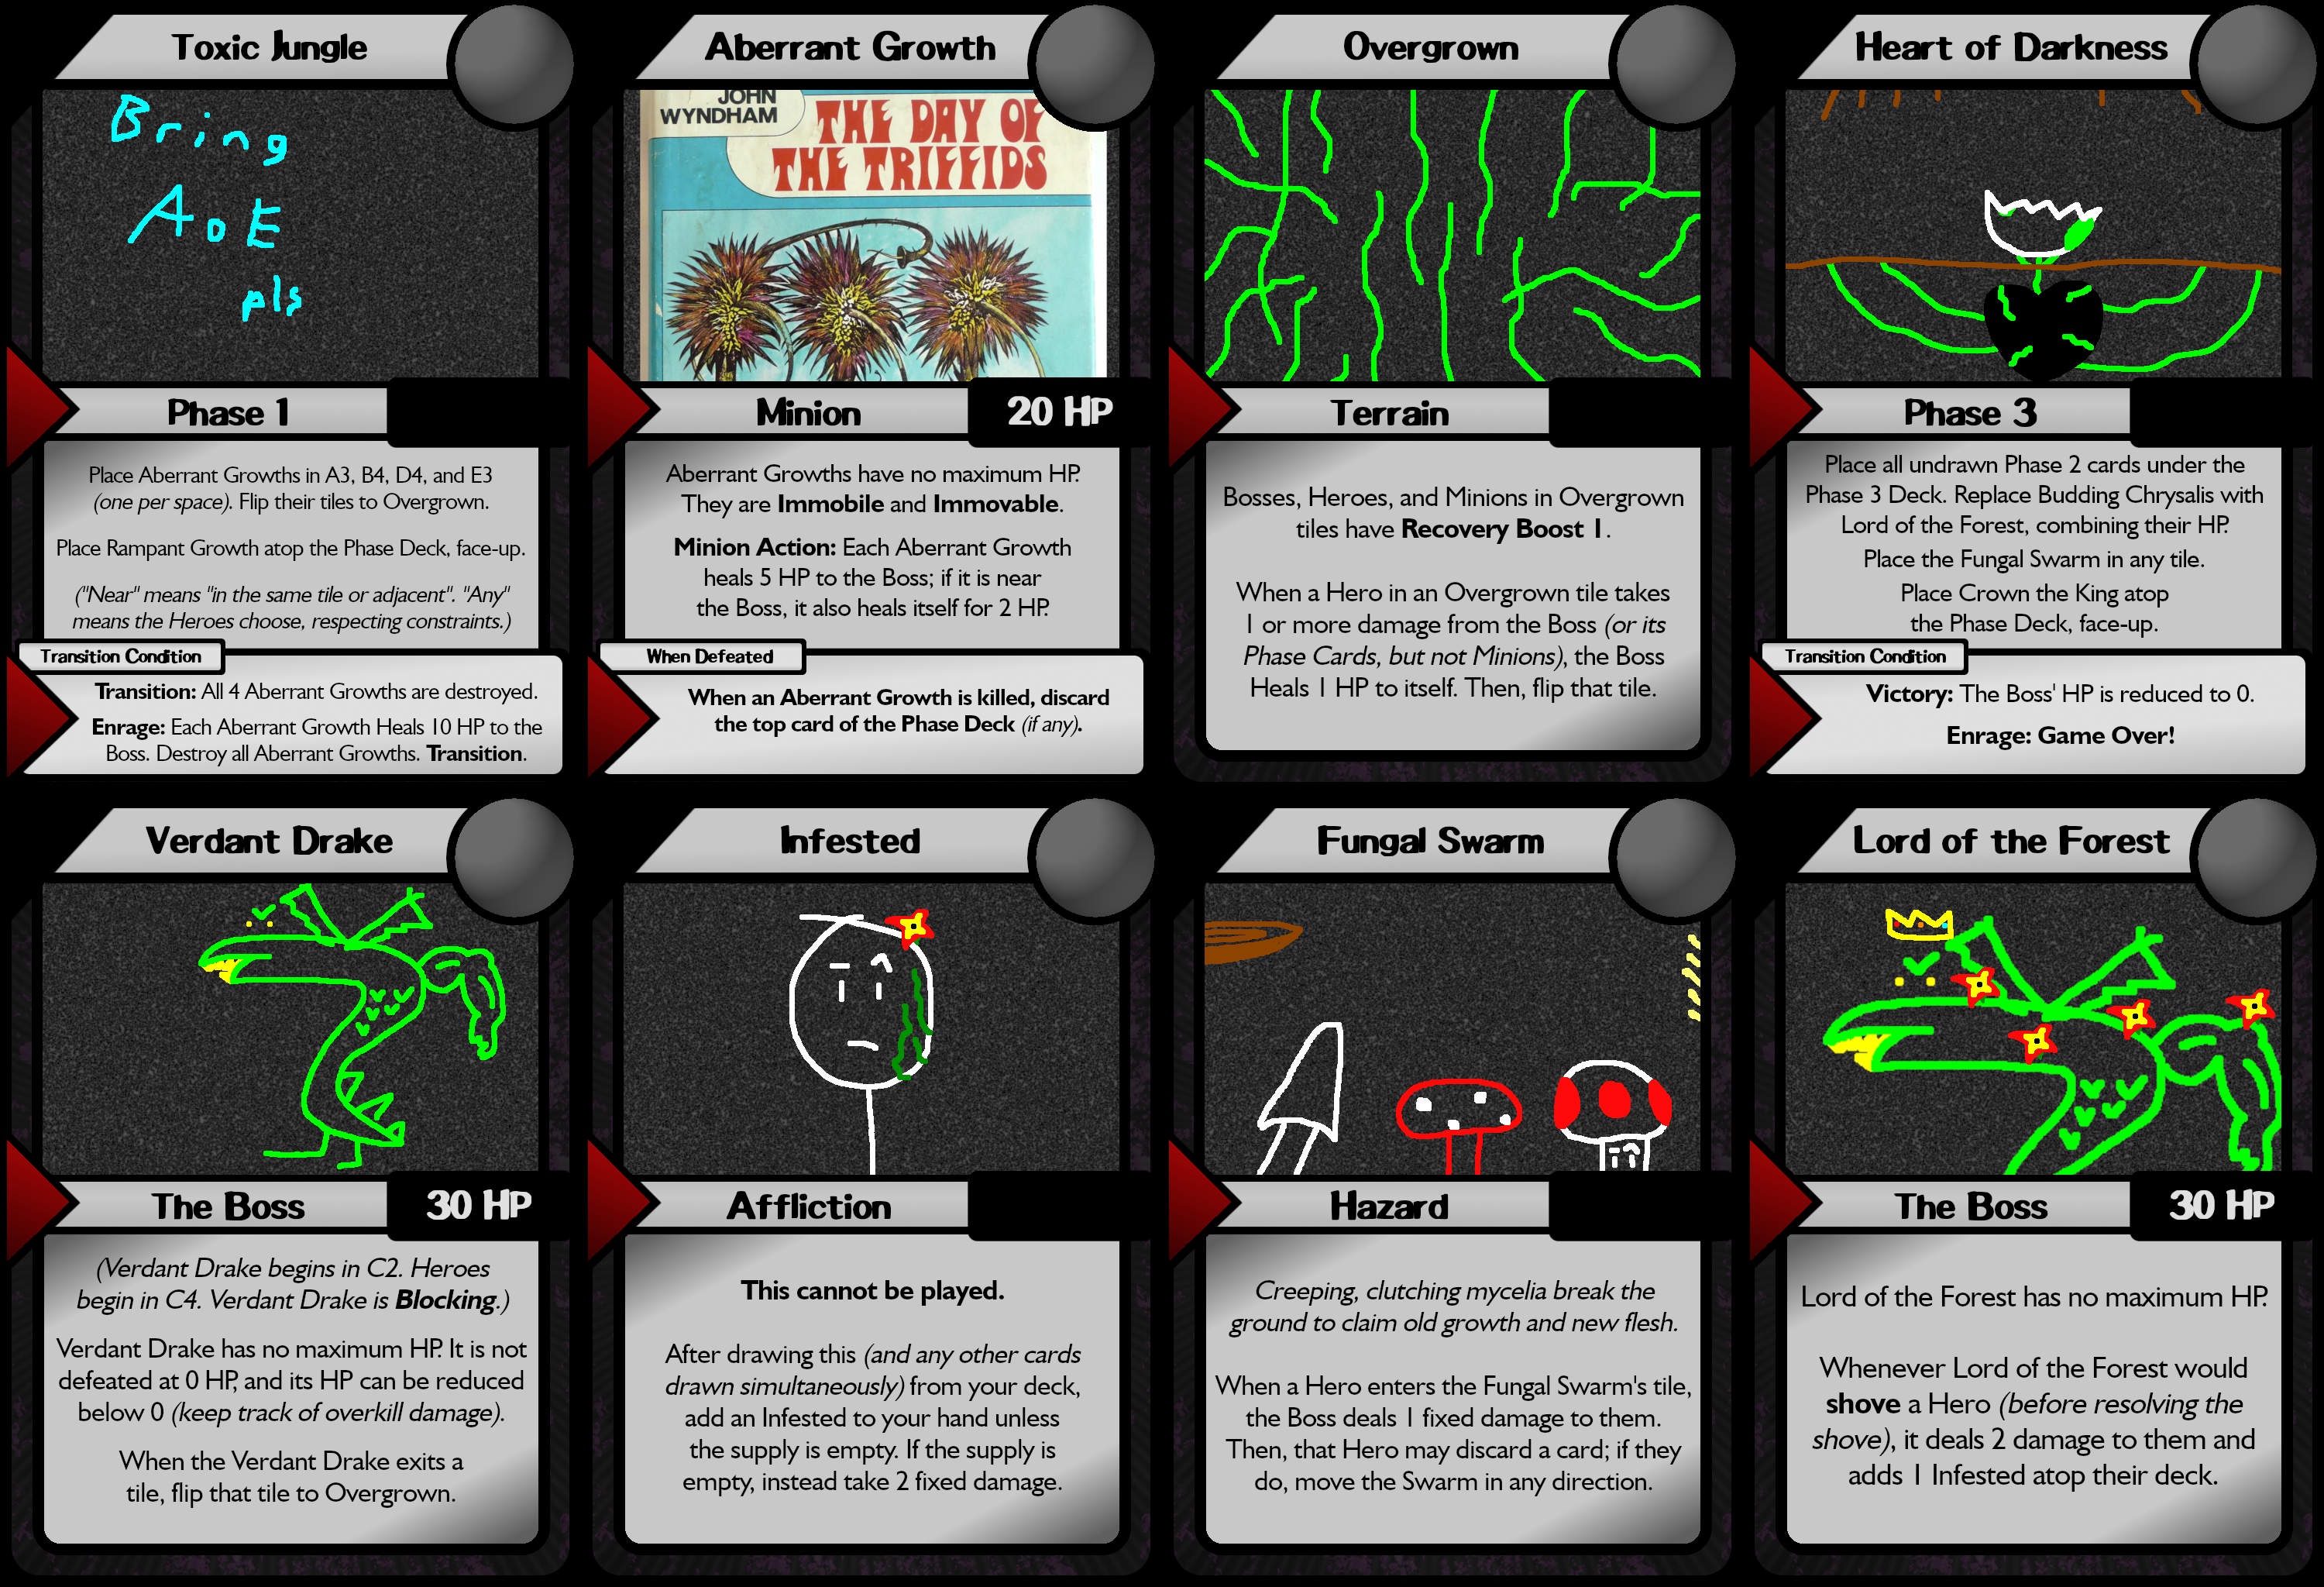 Toxic Jungle
Bring
AoE
pls
Phase 1
Place Aberrant Growths in A3, B4, D4, and E3
(one per space). Flip their tiles to Overgrown.
Place Rampant Growth atop the Phase Deck, face-up.
("Near" means "in the same tile or adjacent". "Any"
means the Heroes choose, respecting constraints.)
Transition Condition
Transition: All 4 Aberrant Growths are destroyed.
Enrage: Each Aberrant Growth Heals 10 HP to the
Boss. Destroy all Aberrant Growths. Transition.
Aberrant Growth
JOHN
WYNDHAM
THE DAY OF
THE TRIFFIDS
Minion
20 HP
Aberrant Growths have no maximum HP.
They are Immobile and Immovable.
Minion Action: Each Aberrant Growth
heals 5 HP to the Boss; if it is near
the Boss, it also heals itself for 2 HP.
When Defeated
When an Aberrant Growth is killed, discard
the top card of the Phase Deck (if any).
Overgrown
Terrain
Bosses, Heroes, and Minions in Overgrown
tiles have Recovery Boost 1.
When a Hero in an Overgrown tile takes
1 or more damage from the Boss (or its
Phase Cards, but not Minions), the Boss
Heals 1 HP to itself. Then, flip that tile.
Heart of Darkness
Phase 3
Place all undrawn Phase 2 cards under the
Phase 3 Deck. Replace Budding Chrysalis with
Lord of the Forest, combining their HP.
Place the Fungal Swarm in any tile.
Place Crown the King atop
the Phase Deck, face-up.
Transition Condition
Victory: The Boss' HP is reduced to 0.
Enrage: Game Over!
Verdant Drake
The Boss
30 HP
(Verdant Drake begins in C2. Heroes
begin in C4. Verdant Drake is Blocking.)
Verdant Drake has no maximum HP. It is not
defeated at 0 HP, and its HP can be reduced
below 0 (keep track of overkill damage).
When the Verdant Drake exits a
tile, flip that tile to Overgrown.
Infested
Affliction
This cannot be played.
After drawing this (and any other cards
drawn simultaneously) from your deck,
add an Infested to your hand unless
the supply is empty. If the supply is
empty, instead take 2 fixed damage.
Fungal Swarm
Hazard
Creeping, clutching mycelia break the
ground to claim old growth and new flesh.
When a Hero enters the Fungal Swarm's tile,
the Boss deals 1 fixed damage to them.
Then, that Hero may discard a card; if they
do, move the Swarm in any direction.
Lord of the Forest
The Boss
30 HP
Lord of the Forest has no maximum HP.
Whenever Lord of the Forest would
shove a Hero (before resolving the
shove), it deals 2 damage to them and
adds 1 Infested atop their deck.